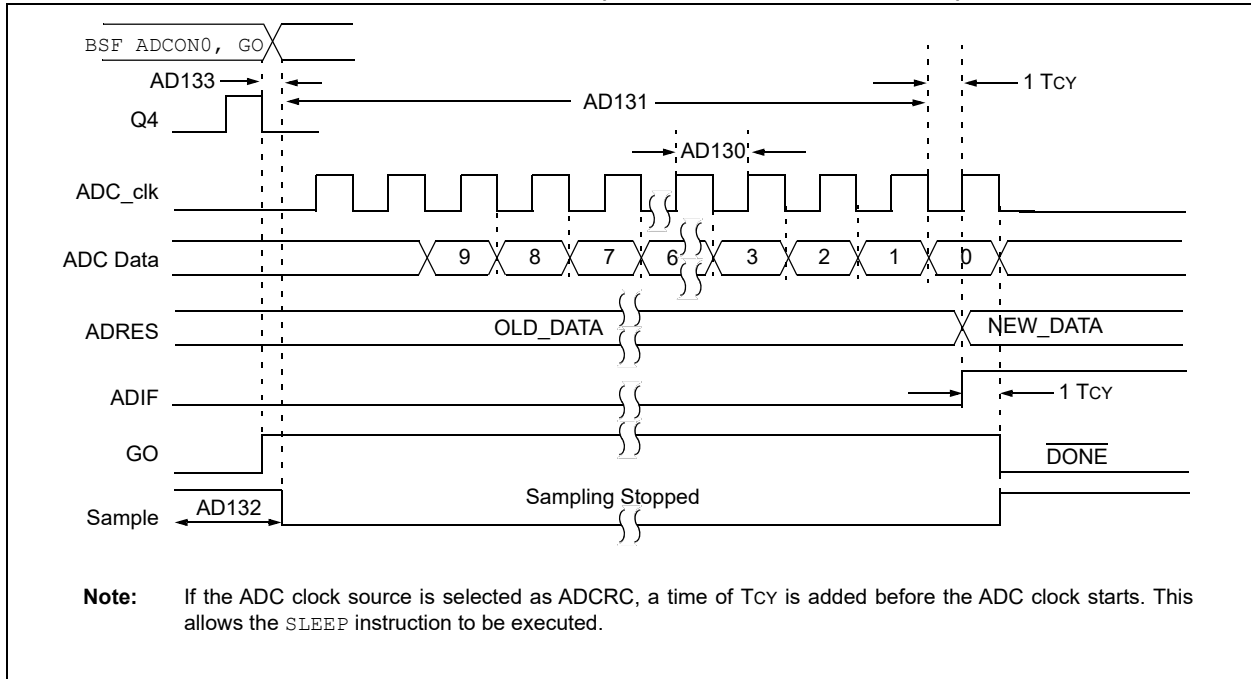 BSF ADCON0, GO
AD133
1 TCY
AD131
Q4
AD130
ADC_clk
ADC Data
9 8 7 6 3 2 1 0
ADRES
OLD_DATA
NEW_DATA
ADIF
1 TCY
GO
DONE
Sample
AD132
Sampling Stopped
Note: If the ADC clock source is selected as ADCRC, a time of TCY is added before the ADC clock starts. This
allows the SLEEP instruction to be executed.